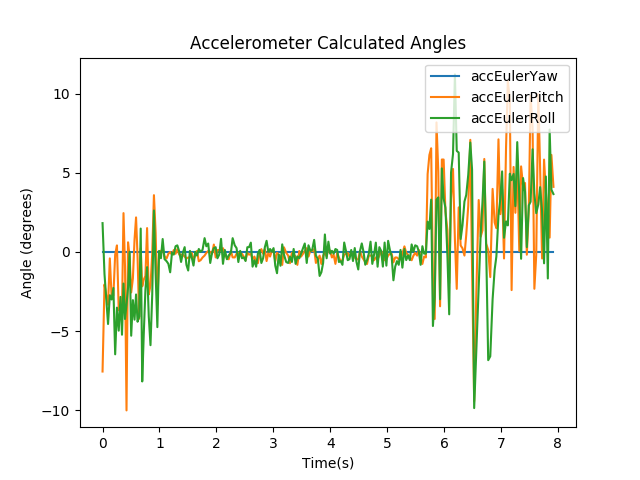 Accelerometer Calculated Angles
accEulerYaw
accEulerPitch
accEulerRoll
10
5
0
−5
−10
Angle (degrees)
0 1 2 3 4 5 6 7 8
Time(s)